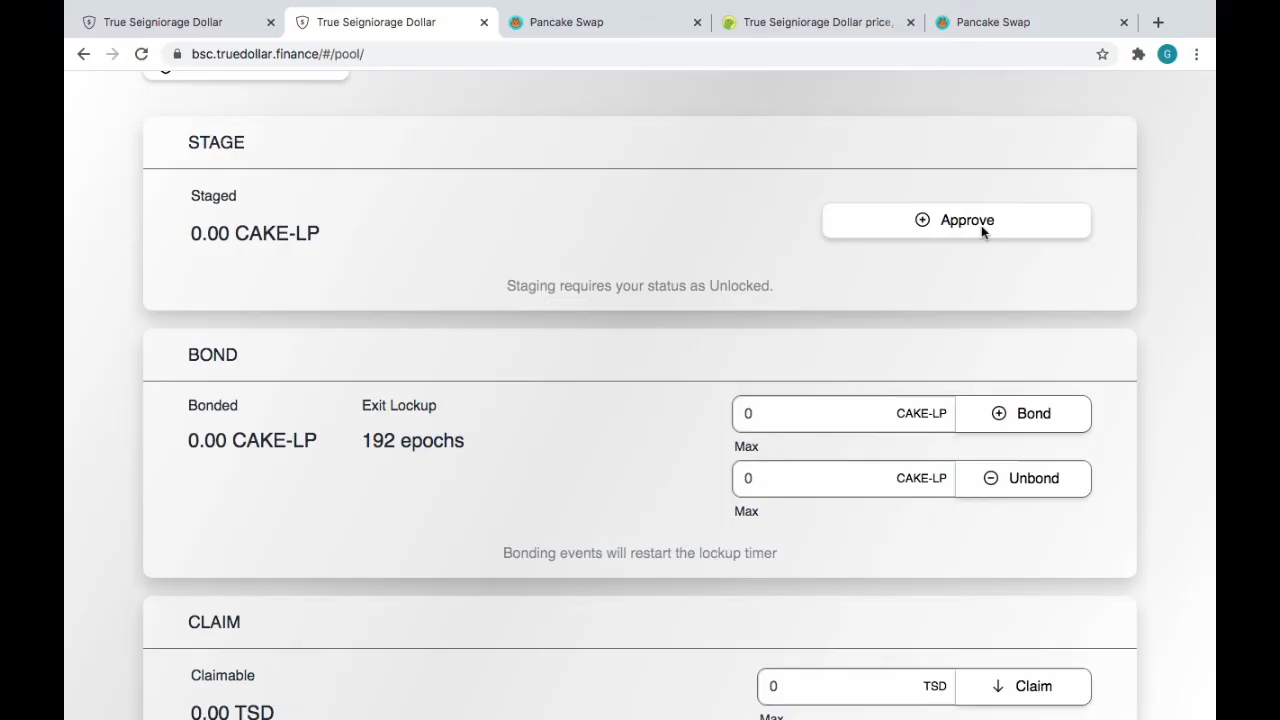 True Seigniorage Dollar
True Seigniorage Dollar
Pancake Swap
True Seigniorage Dollar price,
Pancake Swap
bsc.truedollar.finance/#/pool/
G
STAGE
Staged
0.00 CAKE-LP
Approve
Staging requires your status as Unlocked.
BOND
Bonded
Exit Lockup
0 CAKE-LP
Bond
0.00 CAKE-LP
192 epochs
Max
0 CAKE-LP
Unbond
Max
Bonding events will restart the lockup timer
CLAIM
Claimable
0 TSD
Claim
0.00 TSD
Max